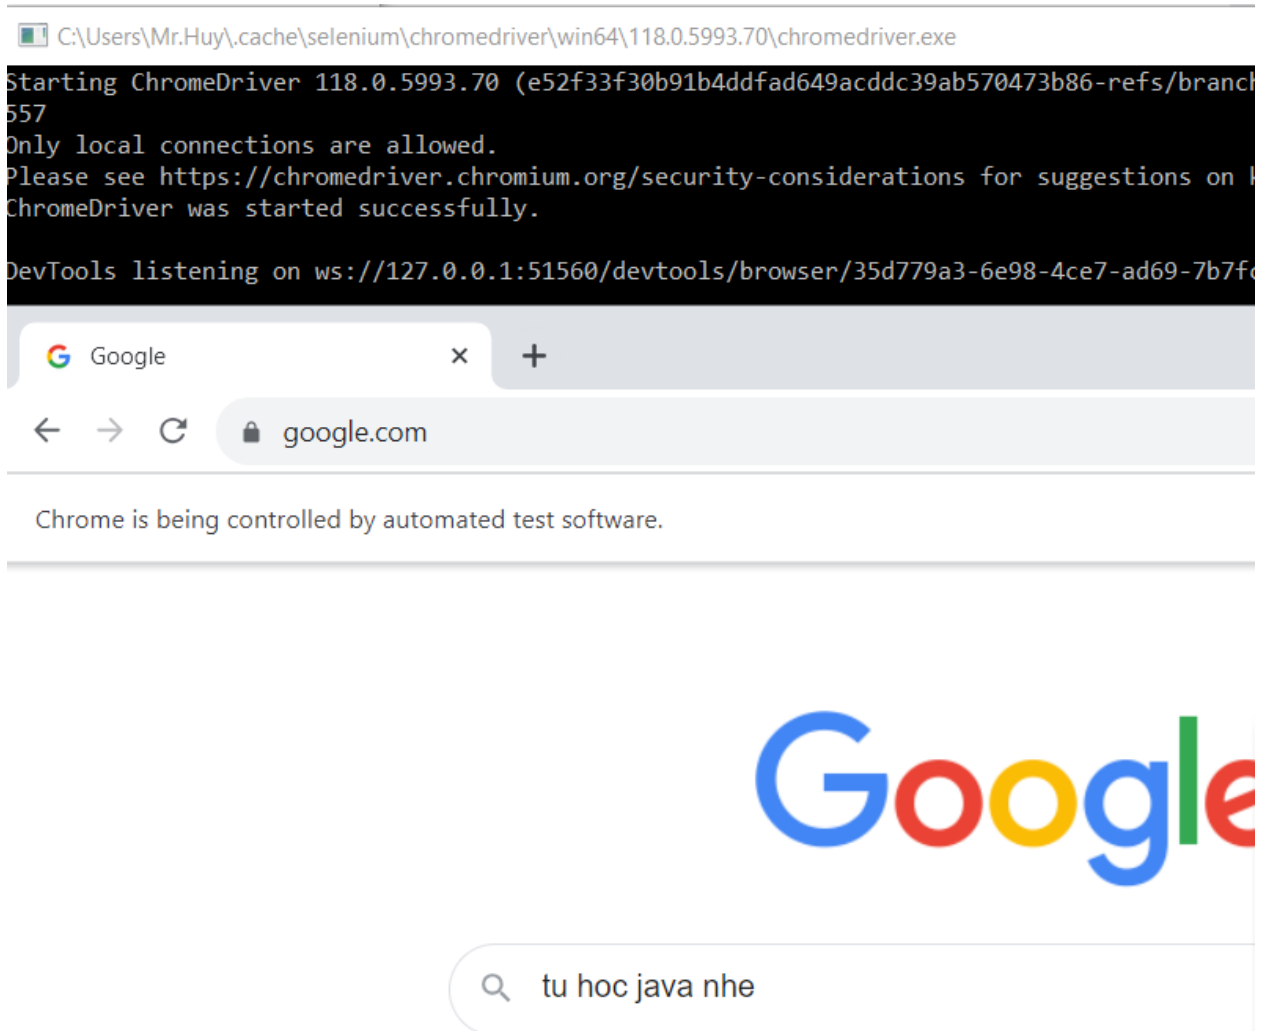 C:\Users\Mr.Huy\.cache\selenium\chromedriver\win64\118.0.5993.70\chromedriver.exe
Starting ChromeDriver 118.0.5993.70 (e52f33f30b91b4ddfad649acddc39ab570473b86-refs/branch
557
Only local connections are allowed.
Please see https://chromedriver.chromium.org/security-considerations for suggestions on
ChromeDriver was started successfully.
DevTools listening on ws://127.0.0.1:51560/devtools/browser/35d779a3-6e98-4ce7-ad69-7b7f
Google
google.com
Chrome is being controlled by automated test software.
Google
tu hoc java nhe